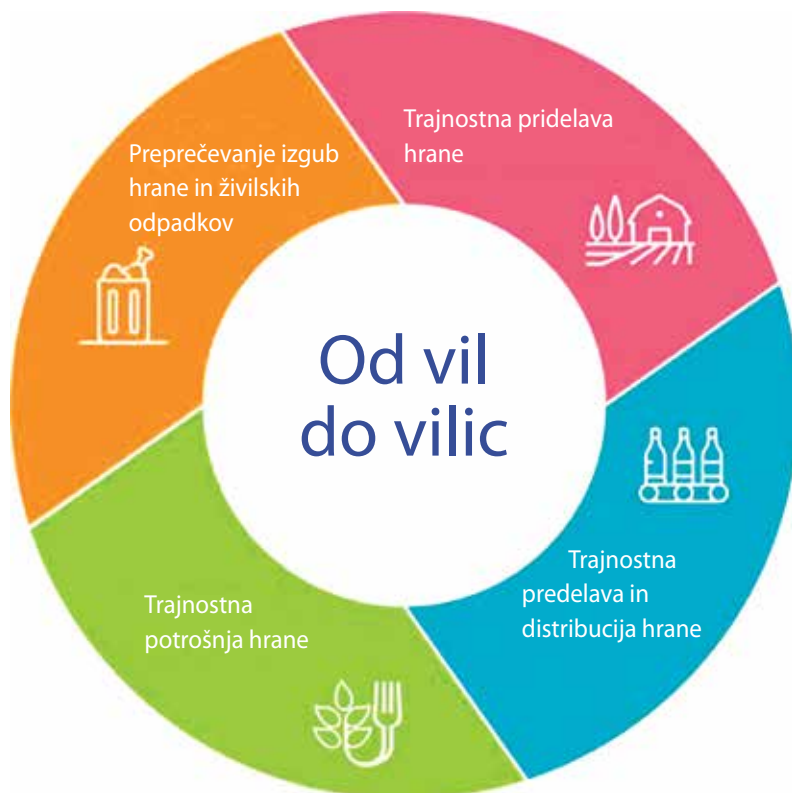 Preprečevanje izgub
hrane in živilskih
odpadkov
Trajnostna pridelava
hrane
Od vil
do vilic
Trajnostna
predelava in
distribucija hrane
Trajnostna
potrošnja hrane